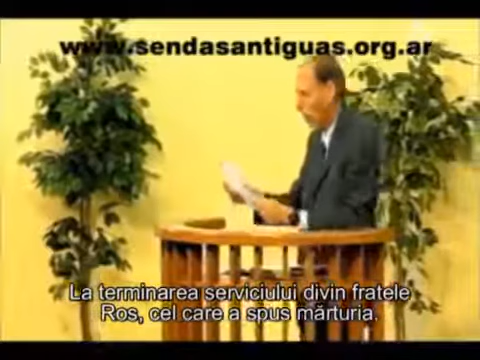 www.sendasantiguas.org.ar
La terminarea serviciului divin fratele
Ros, cel care a spus mărturia.